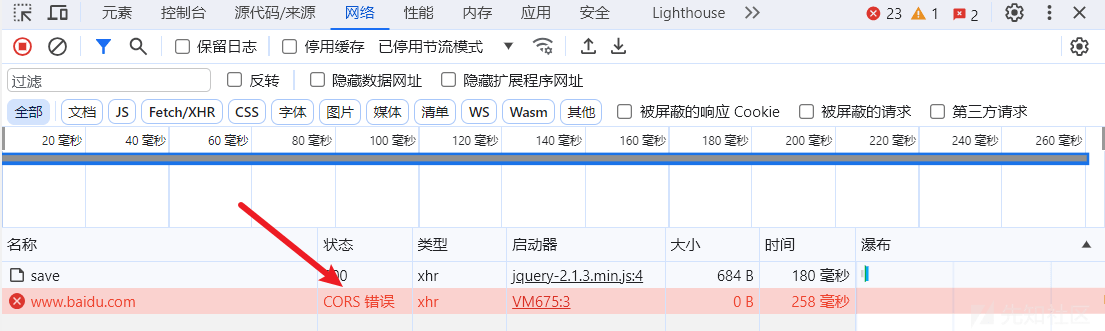 元素 控制台 源代码/来源 网络 性能 内存 应用 安全 Lighthouse 23 1 2
保留日志 停用缓存 已停用节流模式
过滤 反转 隐藏数据网址 隐藏扩展程序网址
全部 文档 JS Fetch/XHR CSS 字体 图片 媒体 清单 WS Wasm 其他 被屏蔽的响应 Cookie 被屏蔽的请求 第三方请求
20 毫秒 40 毫秒 60 毫秒 80 毫秒 100 毫秒 120 毫秒 140 毫秒 160 毫秒 180 毫秒 200 毫秒 220 毫秒 240 毫秒 260 毫秒
名称 状态 类型 启动器 大小 时间 瀑布
save xhr jquery-2.1.3.min.js:4 684 B 180 毫秒
www.baidu.com CORS 错误 xhr VM675:3 0 B 258 毫秒
先知社区